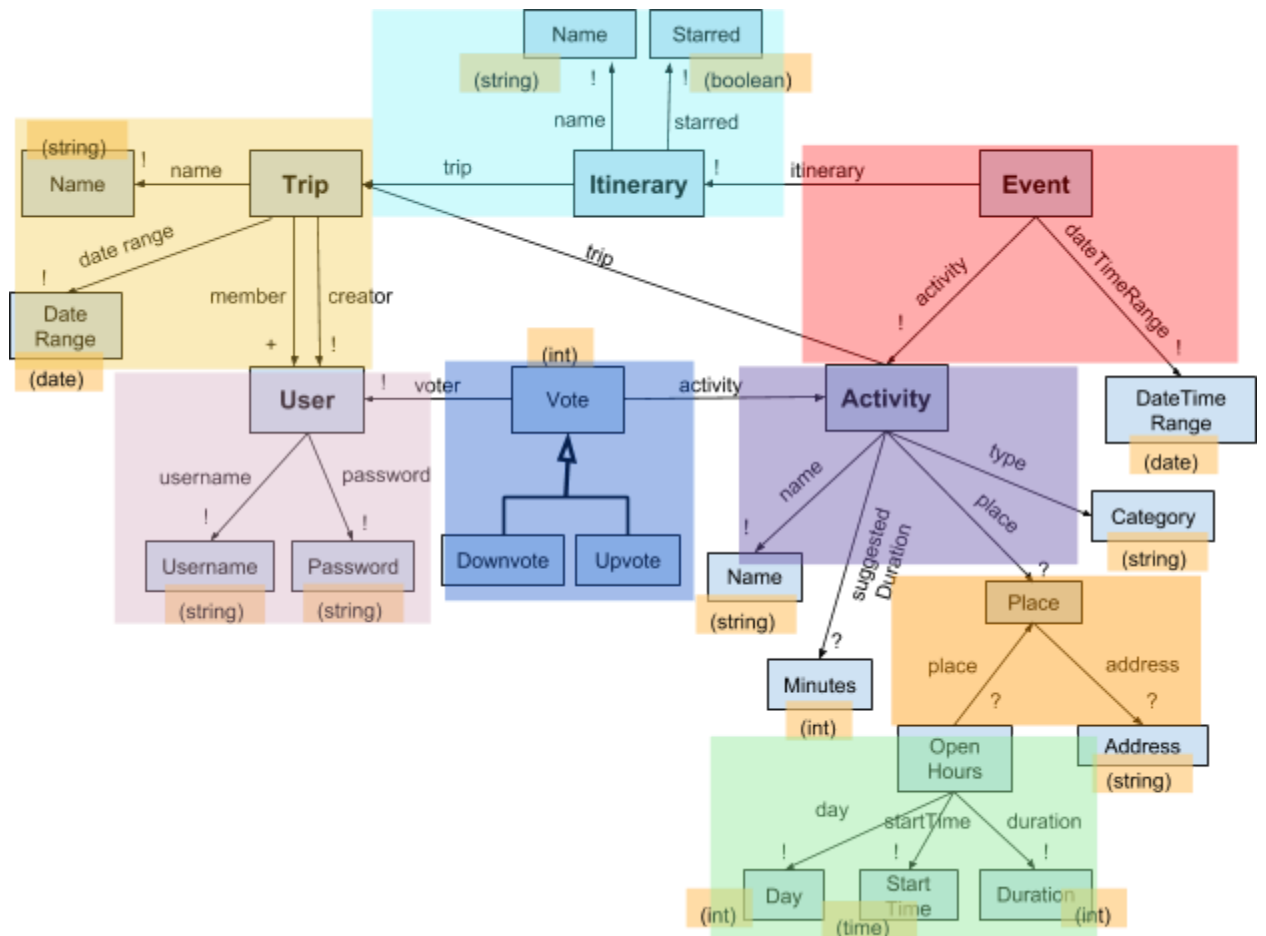 Name
Starred
(string)
!
!
(boolean)
name
starred
(string)
Name
!
name
Trip
trip
Itinerary
!
itinerary
Event
date range
!
Date
Range
(date)
member
creator
+
!
trip
activity
!
dateTimeRange
!
(int)
User
!
voter
Vote
activity
Activity
DateTime
Range
(date)
username
password
!
!
Username
Password
(string)
(string)
Downvote
Upvote
name
!
Name
(string)
suggested
Duration
?
Minutes
(int)
place
?
type
Category
(string)
Place
place
?
address
?
Open
Hours
Address
(string)
day
startTime
duration
!
!
!
Day
Start
Time
Duration
(int)
(time)
(int)